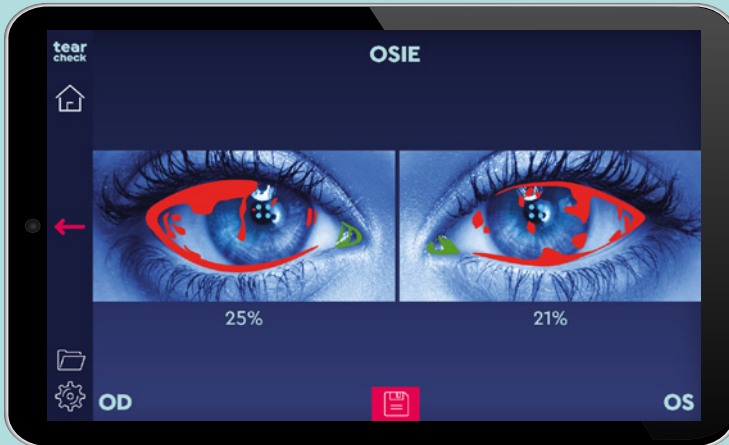 tear
check
OSIE
25%
21%
OD
OS